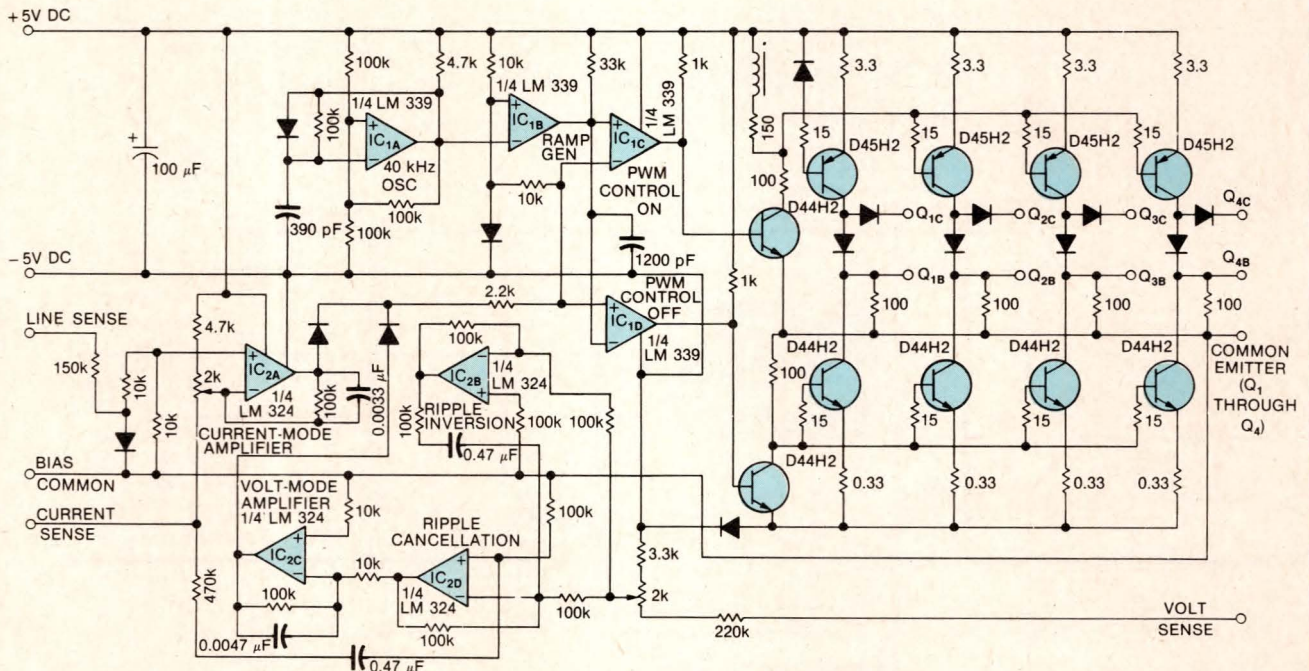 +5V DC
100k
4.7k
10k
33k
1k
3.3
3.3
3.3
3.3
1/4 LM 339
1/4 LM 339
1/4 LM 339
+
100 µF
100k
+
IC1A
−
40 kHz
OSC
+
IC1B
−
RAMP
GEN
+
IC1C
−
PWM
CONTROL
ON
150
15
D45H2
15
D45H2
15
D45H2
15
D45H2
100
D44H2
390 pF
100k
100k
10k
1200 pF
Q1C
Q2C
Q3C
Q4C
−5V DC
Q1B
Q2B
Q3B
Q4B
LINE SENSE
150k
4.7k
2k
10k
10k
+
IC2A
−
1/4
LM 324
CURRENT-MODE
AMPLIFIER
100k
0.0033 µF
2.2k
100k
−
IC2B
+
1/4
LM 324
RIPPLE
INVERSION
100k
0.47 µF
100k
100k
PWM
CONTROL
OFF
+
IC1D
−
1/4
LM 339
1k
100
100
100
100
COMMON
EMITTER
(Q1
THROUGH
Q4)
100
D44H2
D44H2
D44H2
D44H2
15
15
15
15
D44H2
0.33
0.33
0.33
0.33
BIAS
COMMON
CURRENT
SENSE
VOLT-MODE
AMPLIFIER
1/4 LM 324
10k
+
IC2C
−
100k
0.0047 µF
470k
10k
RIPPLE
CANCELLATION
+
IC2D
−
1/4
LM 324
100k
0.47 µF
100k
100k
3.3k
2k
220k
VOLT
SENSE